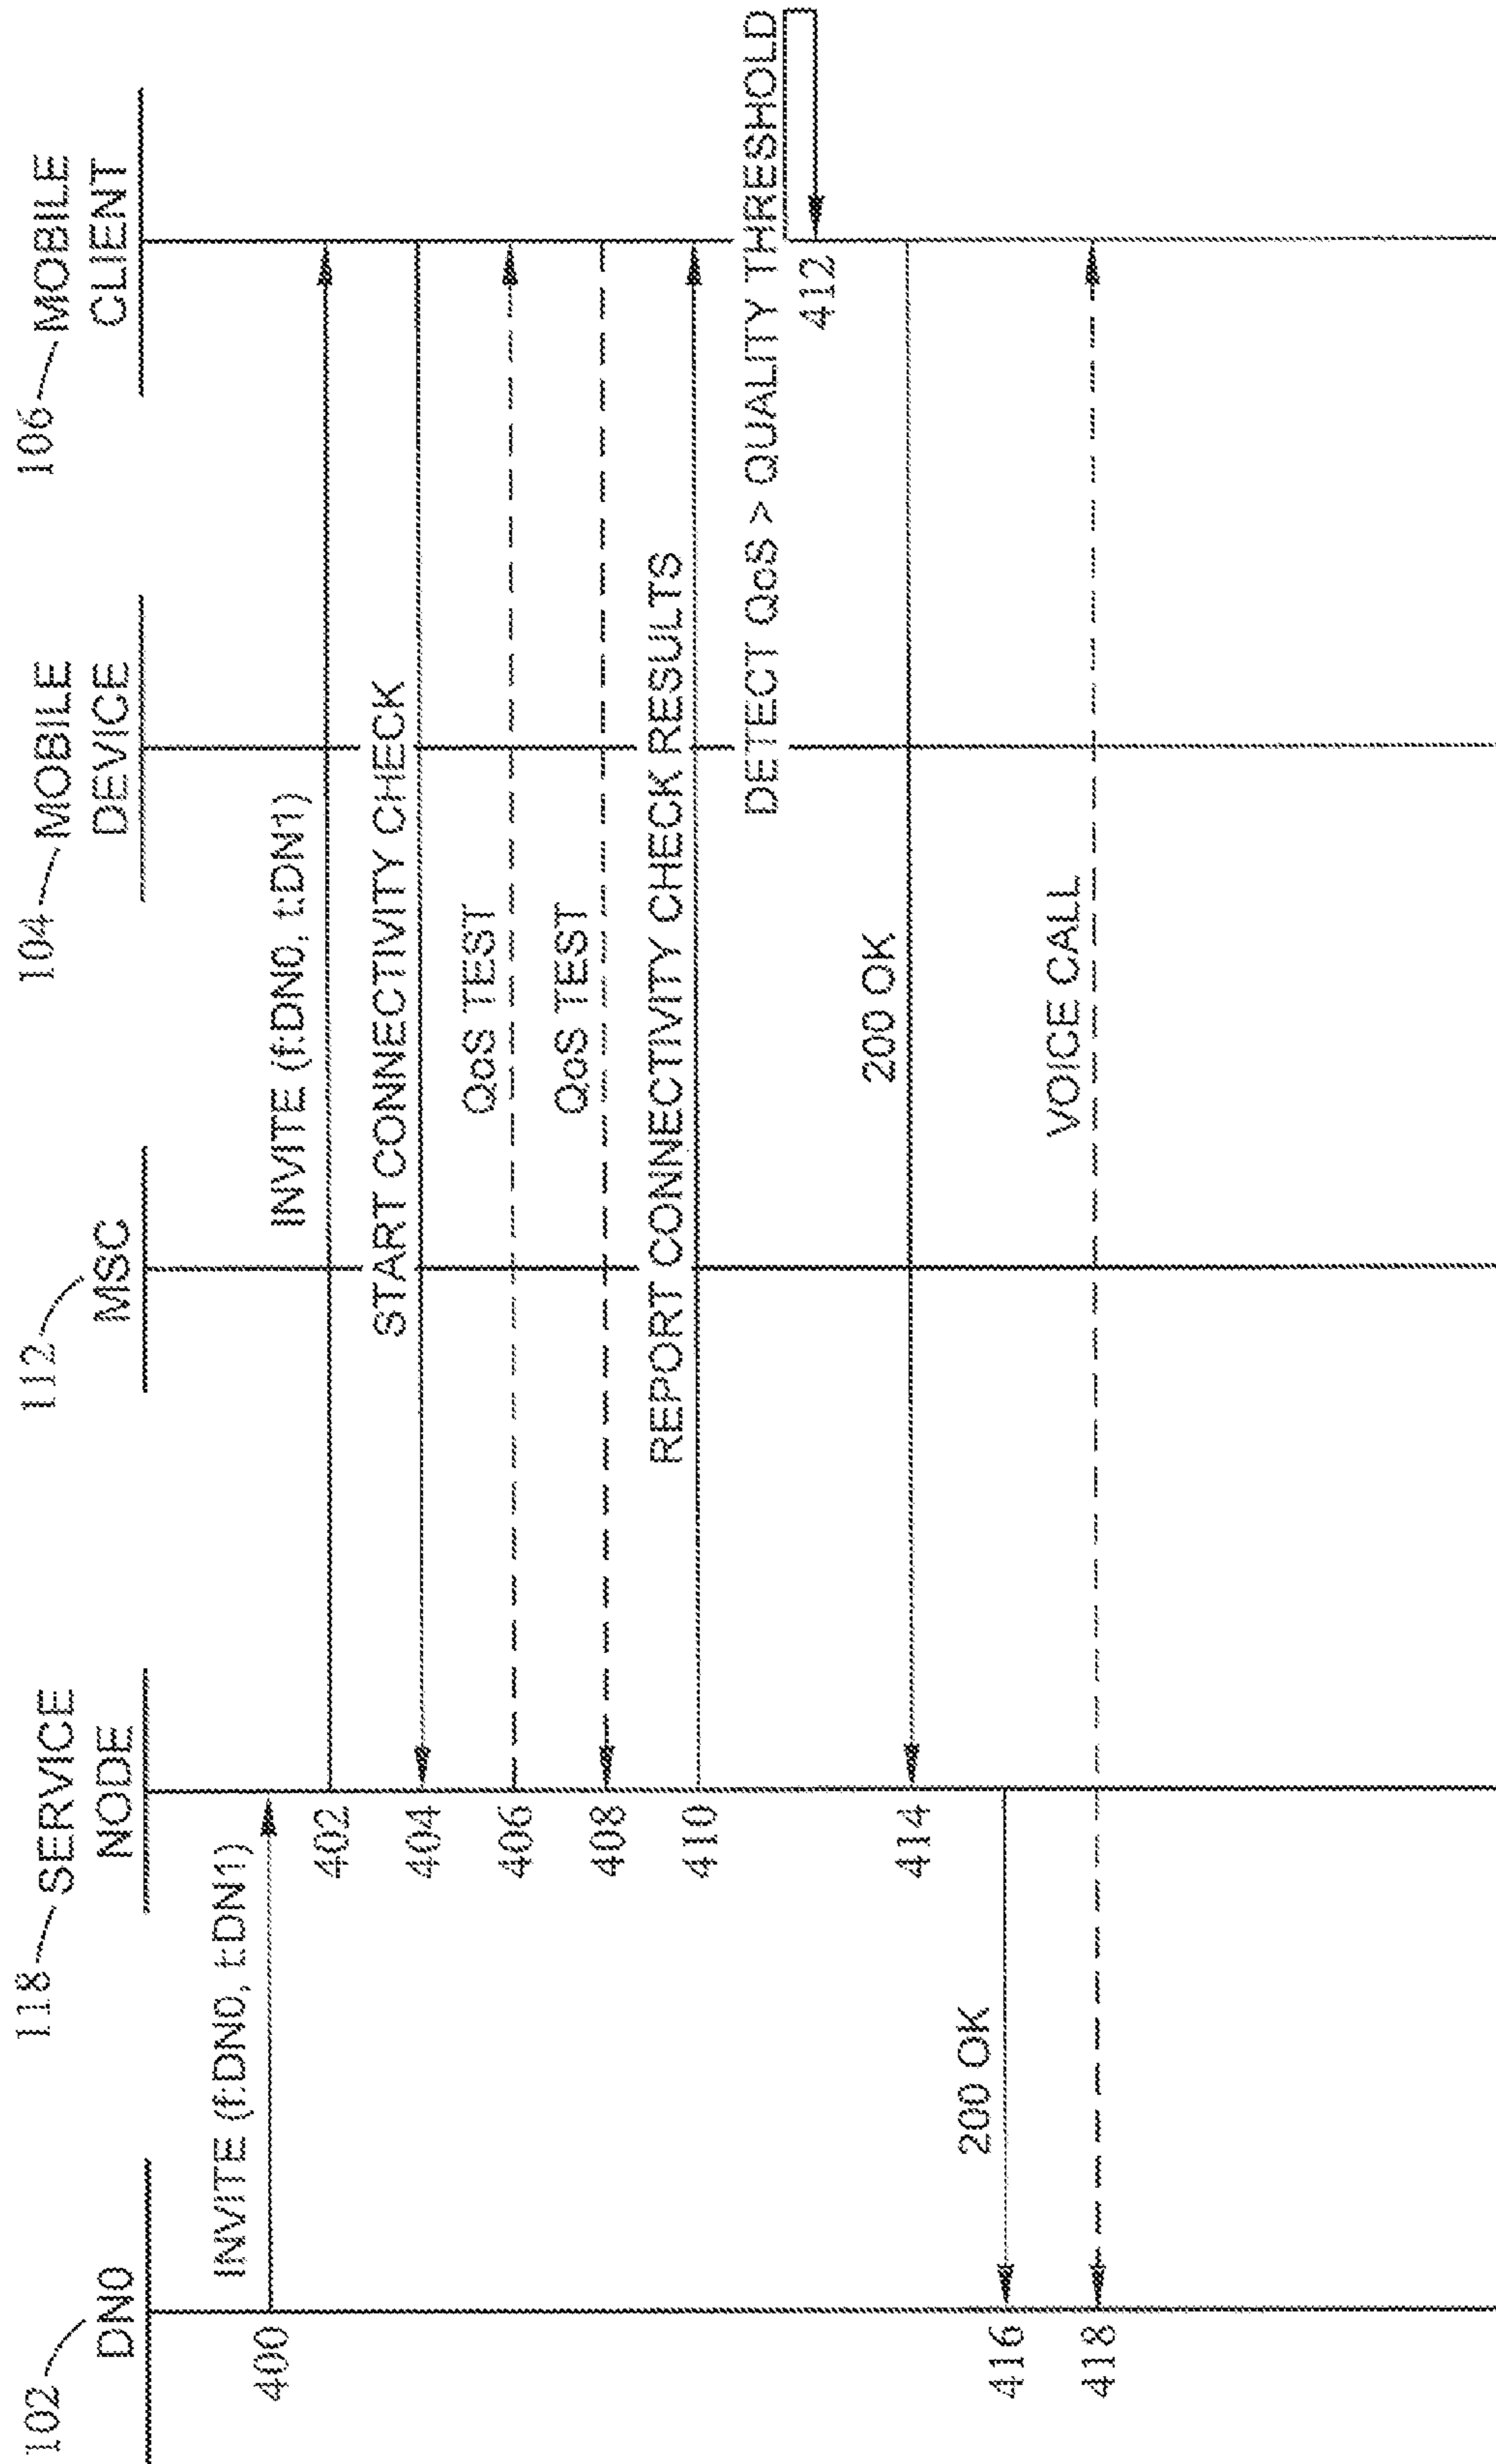 102
DN0
118
SERVICE
NODE
112
MSC
104
MOBILE
DEVICE
106
MOBILE
CLIENT
400
INVITE (f:DN0, t:DN1)
402
INVITE (f:DN0, t:DN1)
404
START CONNECTIVITY CHECK
406
QoS TEST
408
QoS TEST
410
REPORT CONNECTIVITY CHECK RESULTS
DETECT QoS > QUALITY THRESHOLD
412
414
200 OK
416
200 OK
418
VOICE CALL